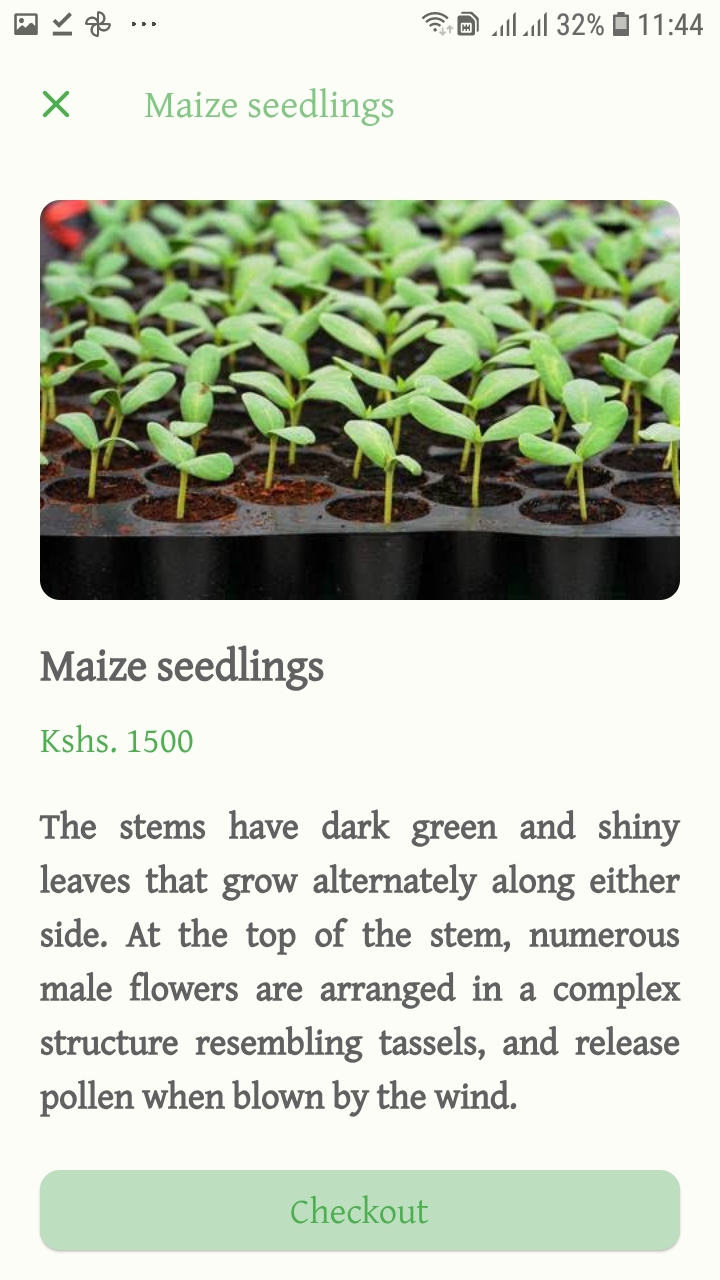 32% 11:44
Maize seedlings
Maize seedlings
Kshs. 1500
The stems have dark green and shiny
leaves that grow alternately along either
side. At the top of the stem, numerous
male flowers are arranged in a complex
structure resembling tassels, and release
pollen when blown by the wind.
Checkout